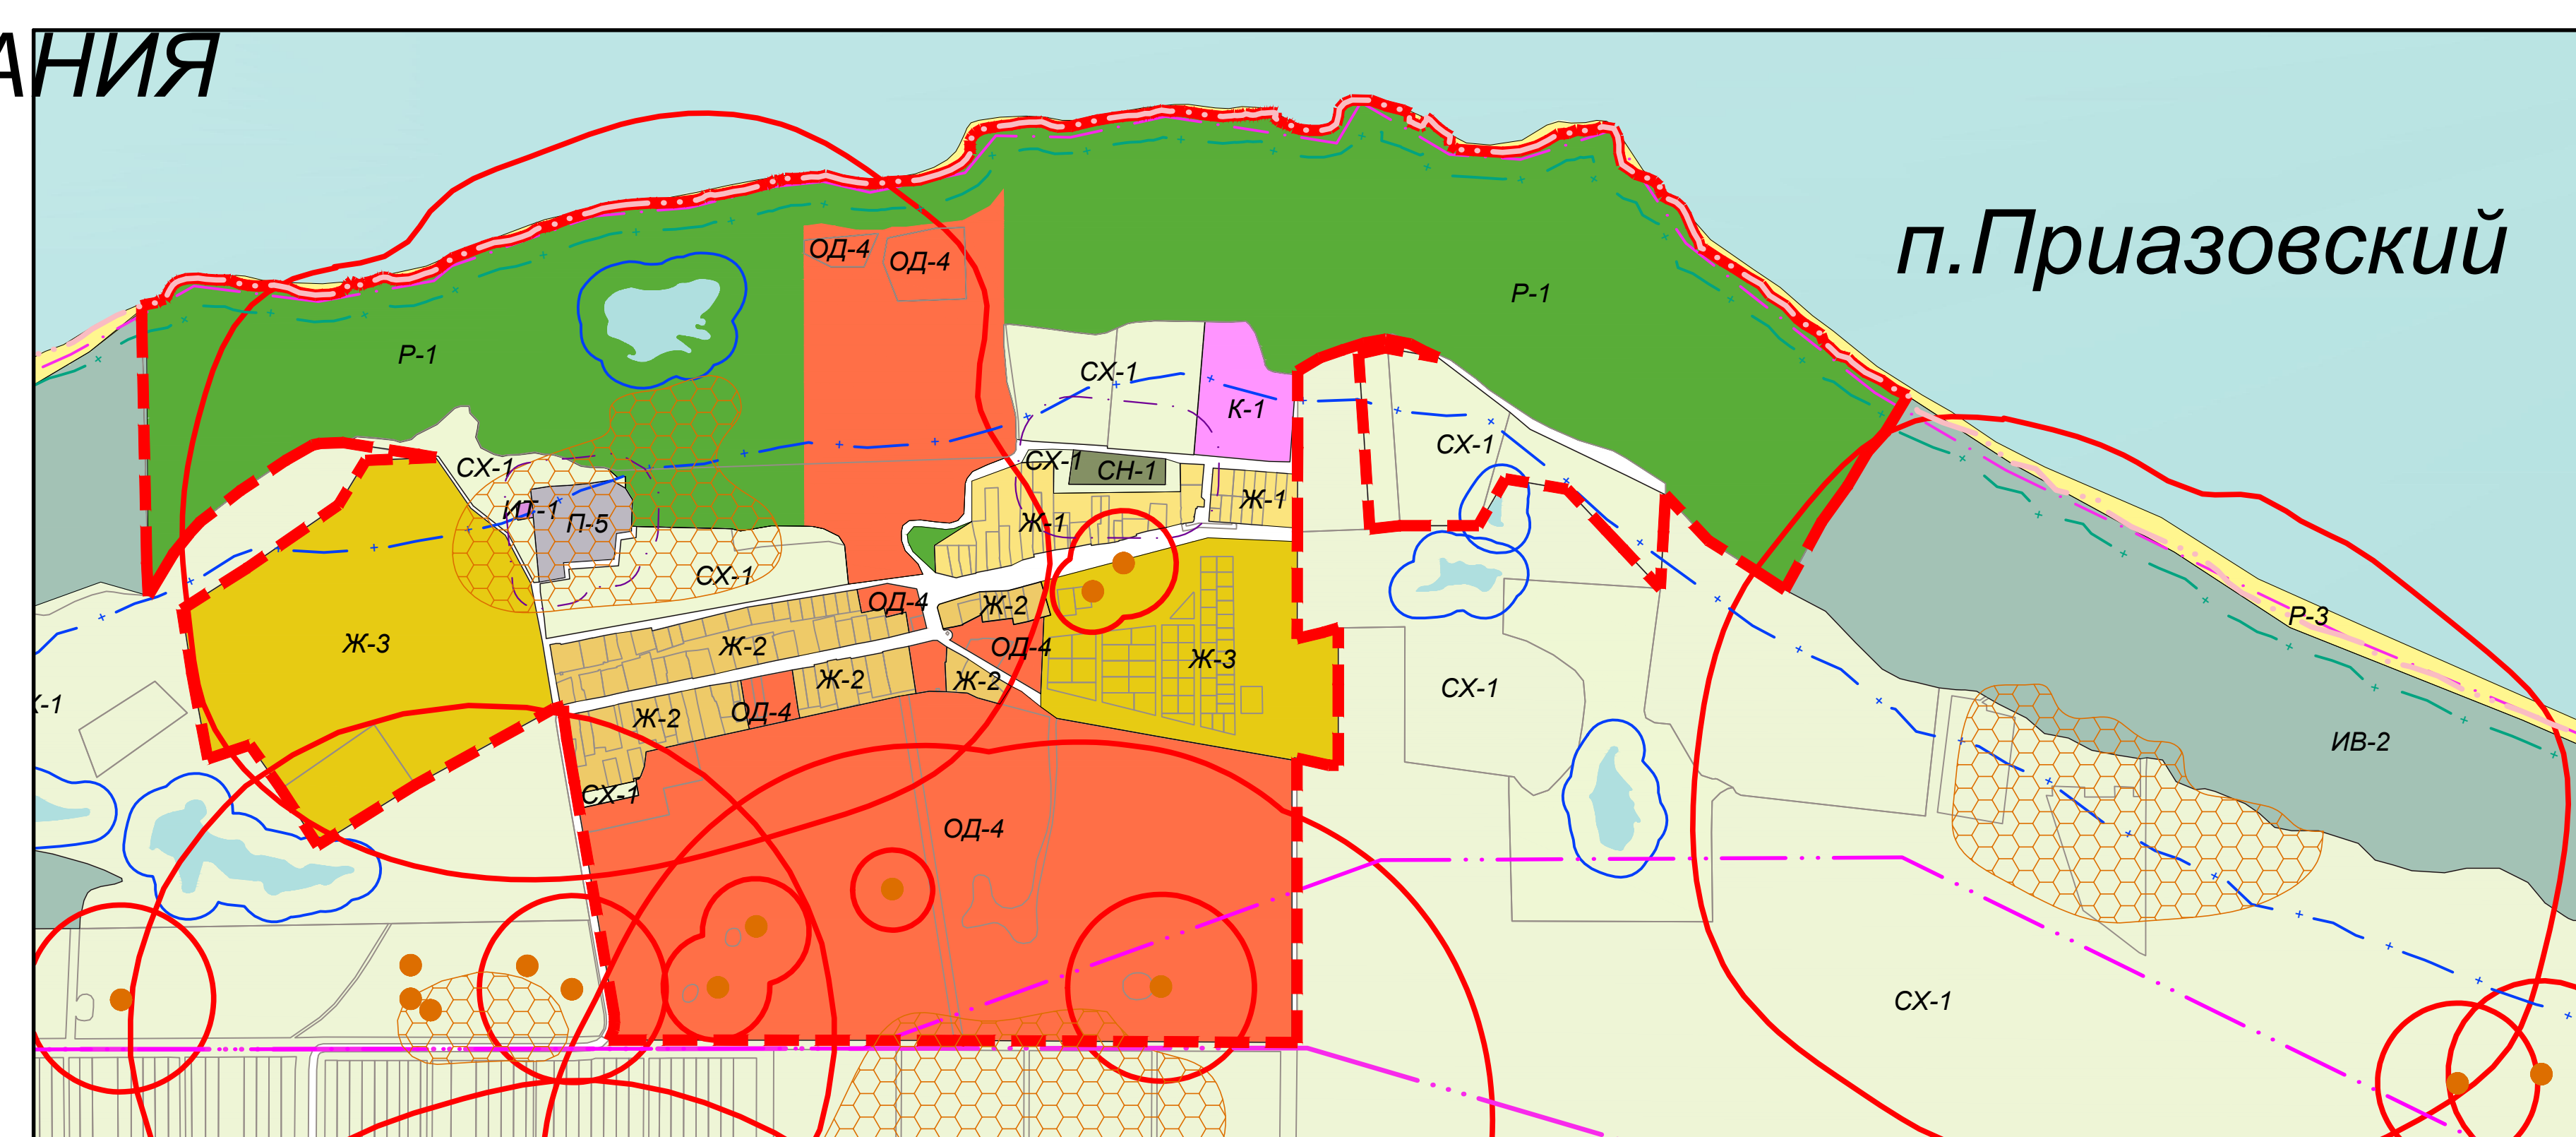 АНИЯ
п.Приазовский
ОД-4
ОД-4
Р-1
Р-1
СХ-1
К-1
СХ-1
СХ-1
СХ-1
СН-1
Ж-1
ИТ-1
П-5
Ж-1
СХ-1
ОД-4
Ж-2
Р-3
Ж-3
Ж-2
ОД-4
Ж-3
Ж-2
Ж-2
СХ-1
Х-1
Ж-2
ОД-4
ИВ-2
СХ-1
ОД-4
СХ-1